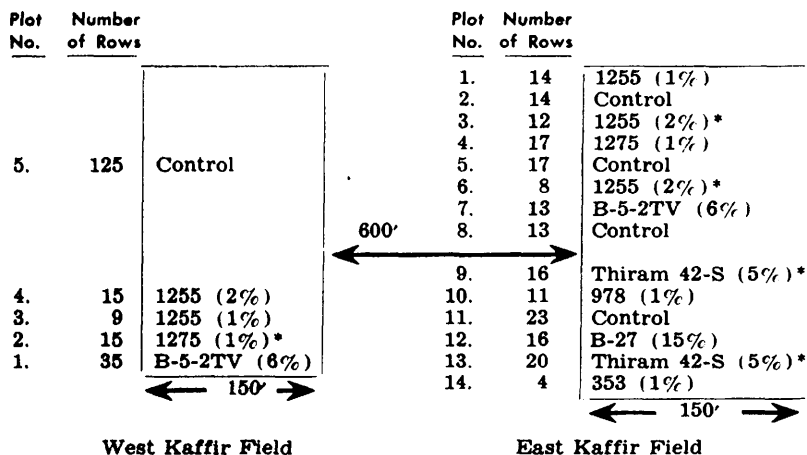 Plot Number
No. of Rows
5. 125 Control
4. 15 1255 (2%)
3. 9 1255 (1%)
2. 15 1275 (1%)*
1. 35 B-5-2TV (6%)
150'
West Kaffir Field
600'
Plot Number
No. of Rows
1. 14 1255 (1%)
2. 14 Control
3. 12 1255 (2%)*
4. 17 1275 (1%)
5. 17 Control
6. 8 1255 (2%)*
7. 13 B-5-2TV (6%)
8. 13 Control
9. 16 Thiram 42-S (5%)*
10. 11 978 (1%)
11. 23 Control
12. 16 B-27 (15%)
13. 20 Thiram 42-S (5%)*
14. 4 353 (1%)
150'
East Kaffir Field